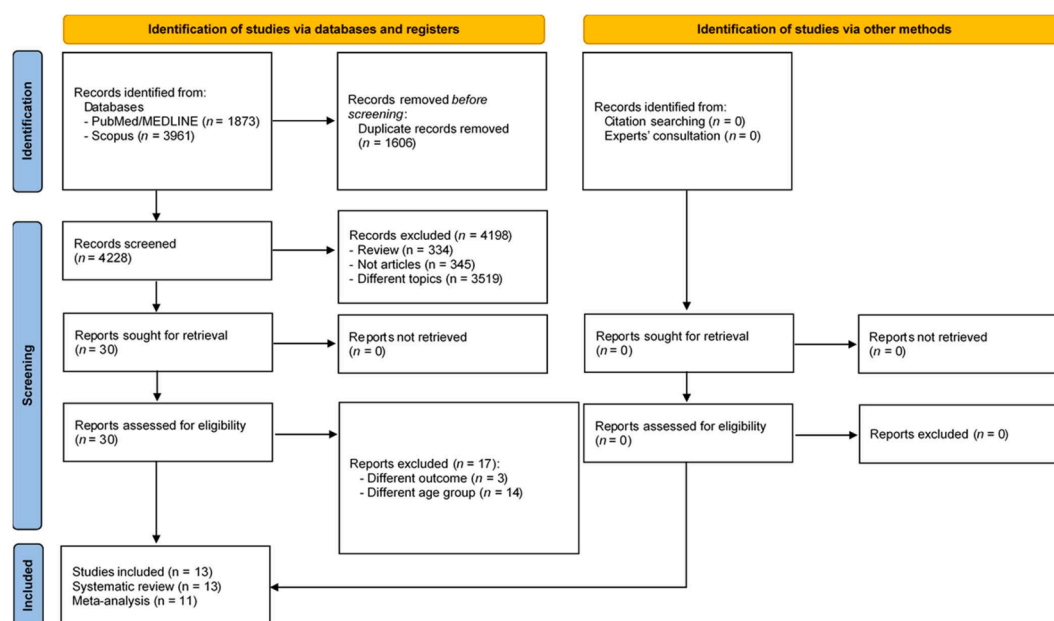 Identification of studies via databases and registers
Identification of studies via other methods
Identification
Records identified from:
Databases
- PubMed/MEDLINE (n = 1873)
- Scopus (n = 3961)
Records removed before
screening:
Duplicate records removed
(n = 1606)
Records identified from:
Citation searching (n = 0)
Experts' consultation (n = 0)
Screening
Records screened
(n = 4228)
Records excluded (n = 4198)
- Review (n = 334)
- Not articles (n = 345)
- Different topics (n = 3519)
Reports sought for retrieval
(n = 30)
Reports not retrieved
(n = 0)
Reports sought for retrieval
(n = 0)
Reports not retrieved
(n = 0)
Reports assessed for eligibility
(n = 30)
Reports excluded (n = 17):
- Different outcome (n = 3)
- Different age group (n = 14)
Reports assessed for eligibility
(n = 0)
Reports excluded (n = 0)
Included
Studies included (n = 13)
Systematic review (n = 13)
Meta-analysis (n = 11)